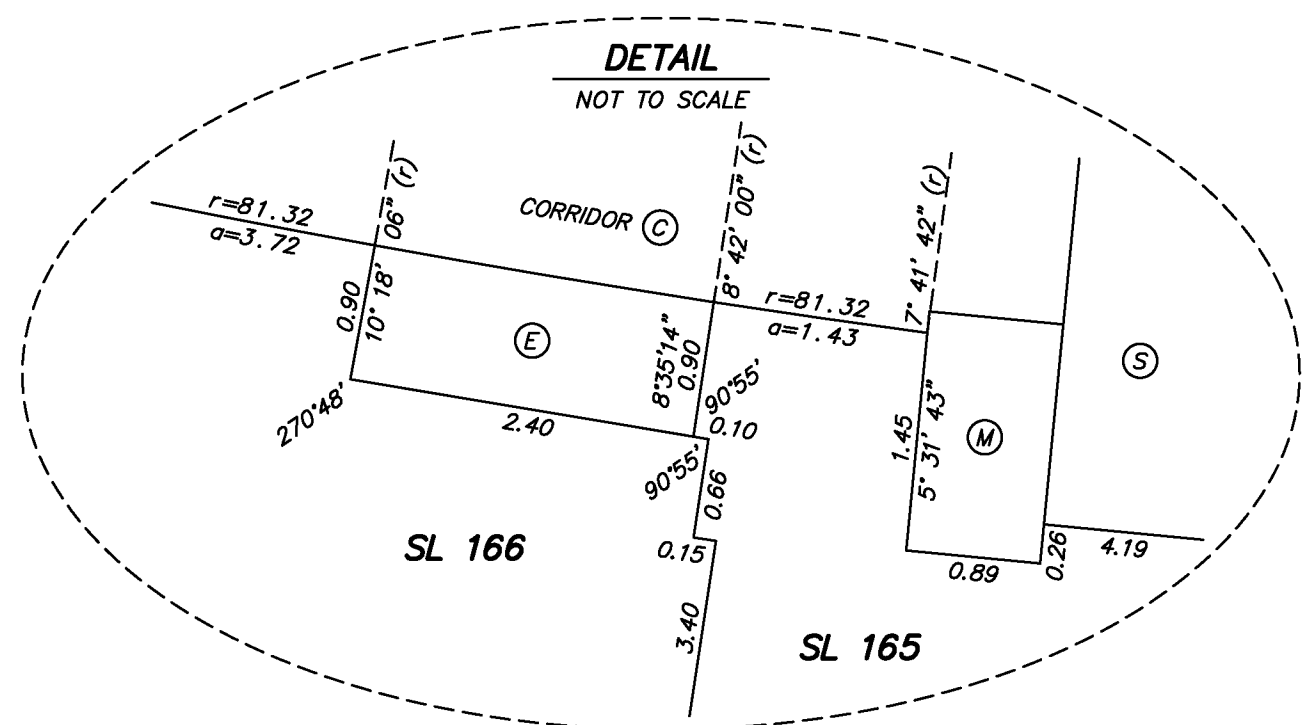 DETAIL
NOT TO SCALE
r=81.32
a=3.72
06" (r)
10° 18'
0.90
CORRIDOR C
8° 42' 00" (r)
r=81.32
a=1.43
7° 41' 42" (r)
E
8°35'14"
0.90
90°55'
0.10
270°48'
2.40
90°55'
0.66
0.15
3.40
1.45
5° 31' 43"
M
S
0.89
0.26
4.19
SL 166
SL 165